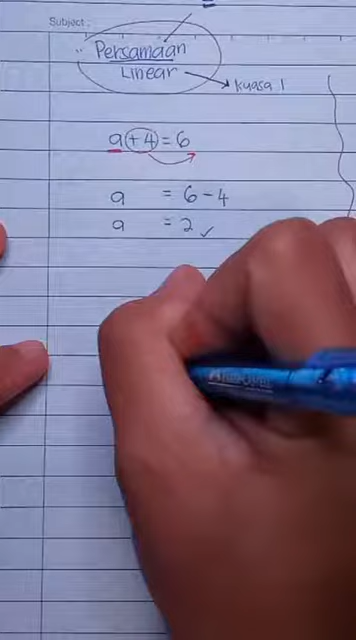 Subject :
Persamaan
Linear → kuasa 1
a + 4 = 6
a = 6 - 4
a = 2 ✓